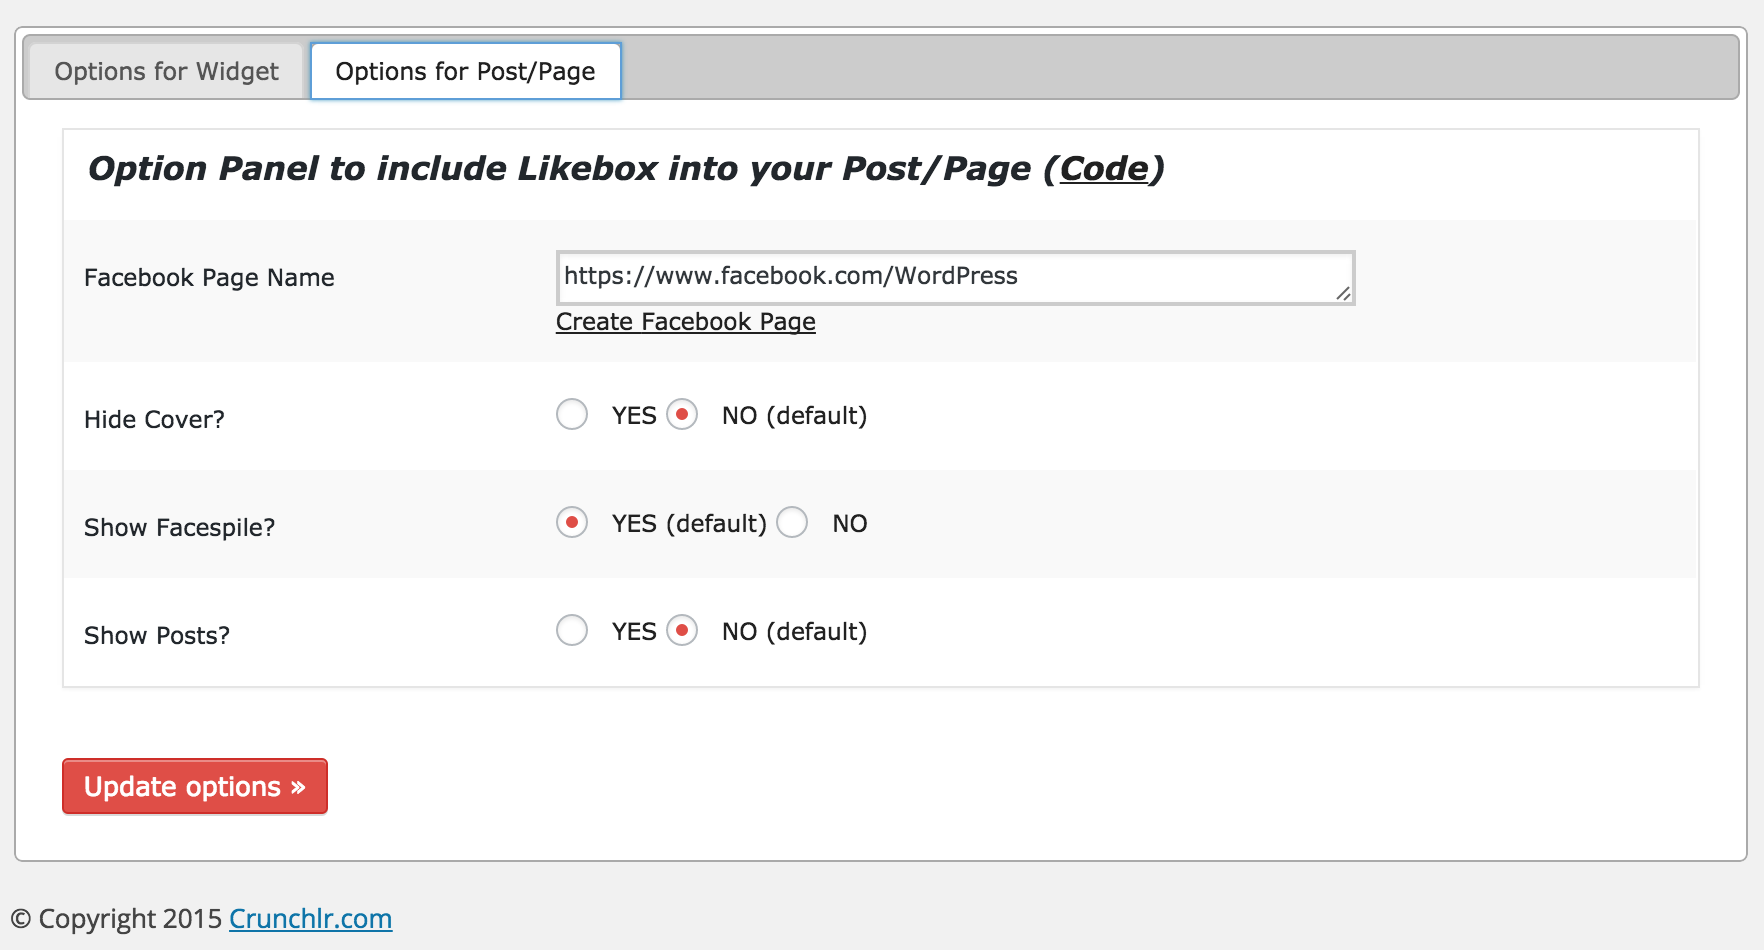 Options for Widget Options for Post/Page
Option Panel to include Likebox into your Post/Page (Code)
Facebook Page Name https://www.facebook.com/WordPress
Create Facebook Page
Hide Cover? YES NO (default)
Show Facespile? YES (default) NO
Show Posts? YES NO (default)
Update options »
© Copyright 2015 Crunchlr.com